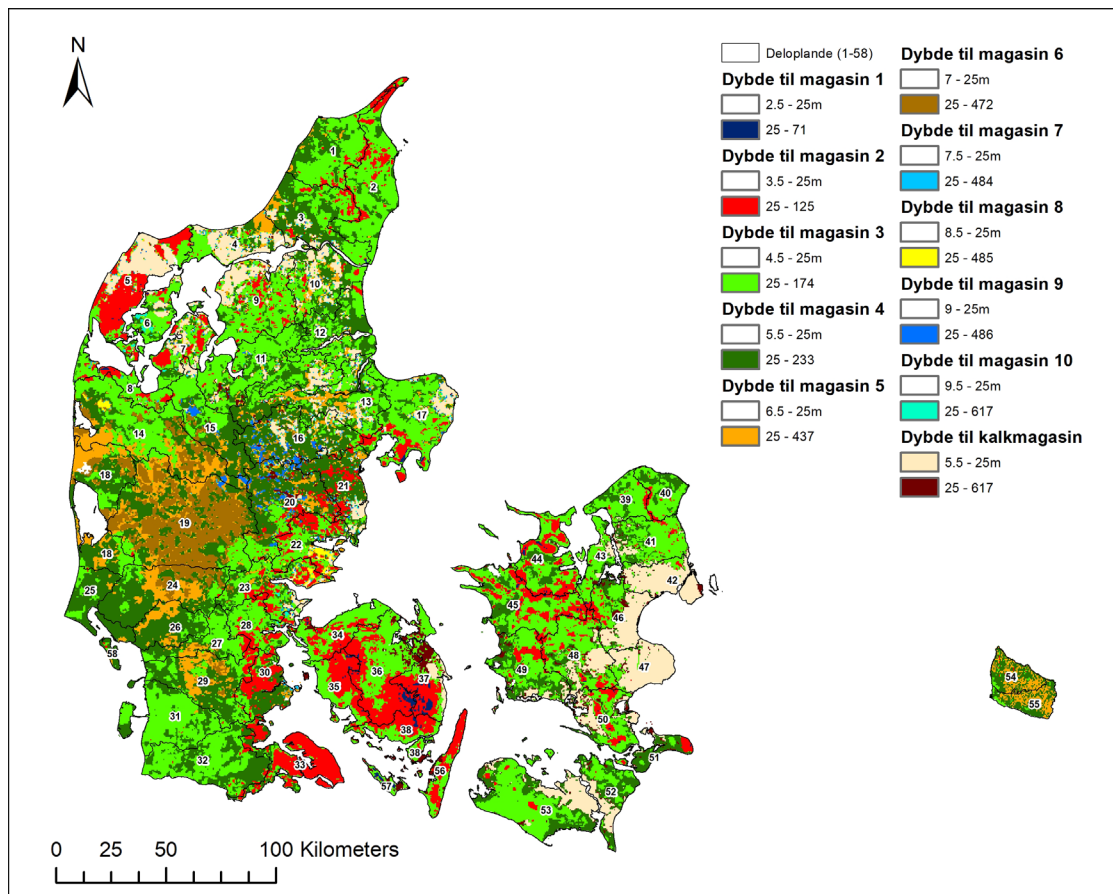 N
Deloplande (1-58)
Dybde til magasin 1
2.5 - 25m
25 - 71
Dybde til magasin 2
3.5 - 25m
25 - 125
Dybde til magasin 3
4.5 - 25m
25 - 174
Dybde til magasin 4
5.5 - 25m
25 - 233
Dybde til magasin 5
6.5 - 25m
25 - 437
Dybde til magasin 6
7 - 25m
25 - 472
Dybde til magasin 7
7.5 - 25m
25 - 484
Dybde til magasin 8
8.5 - 25m
25 - 485
Dybde til magasin 9
9 - 25m
25 - 486
Dybde til magasin 10
9.5 - 25m
25 - 617
Dybde til kalkmagasin
5.5 - 25m
25 - 617
1
2
3
4
5
6
7
8
9
10
11
12
13
14
15
16
17
18
18
19
20
21
22
23
24
25
26
27
28
29
30
31
32
33
34
35
36
37
38
38
39
40
41
42
43
44
45
46
47
48
49
50
51
52
53
54
55
56
57
58
0 25 50 100 Kilometers